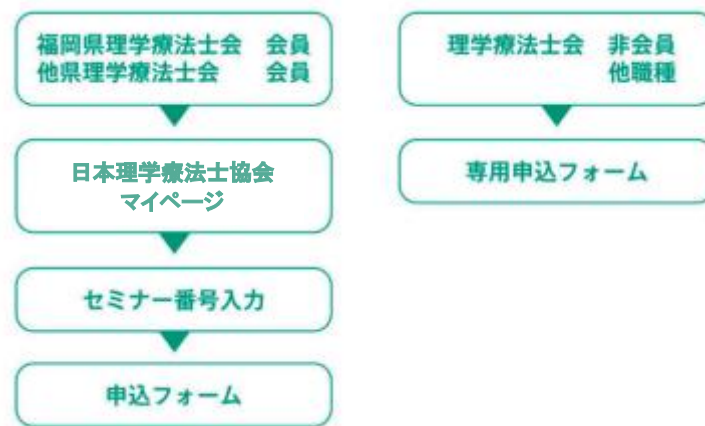 福岡県理学療法士会　会員
他県理学療法士会　　会員
日本理学療法士協会
マイページ
セミナー番号入力
申込フォーム
理学療法士会　非会員
他職種
専用申込フォーム